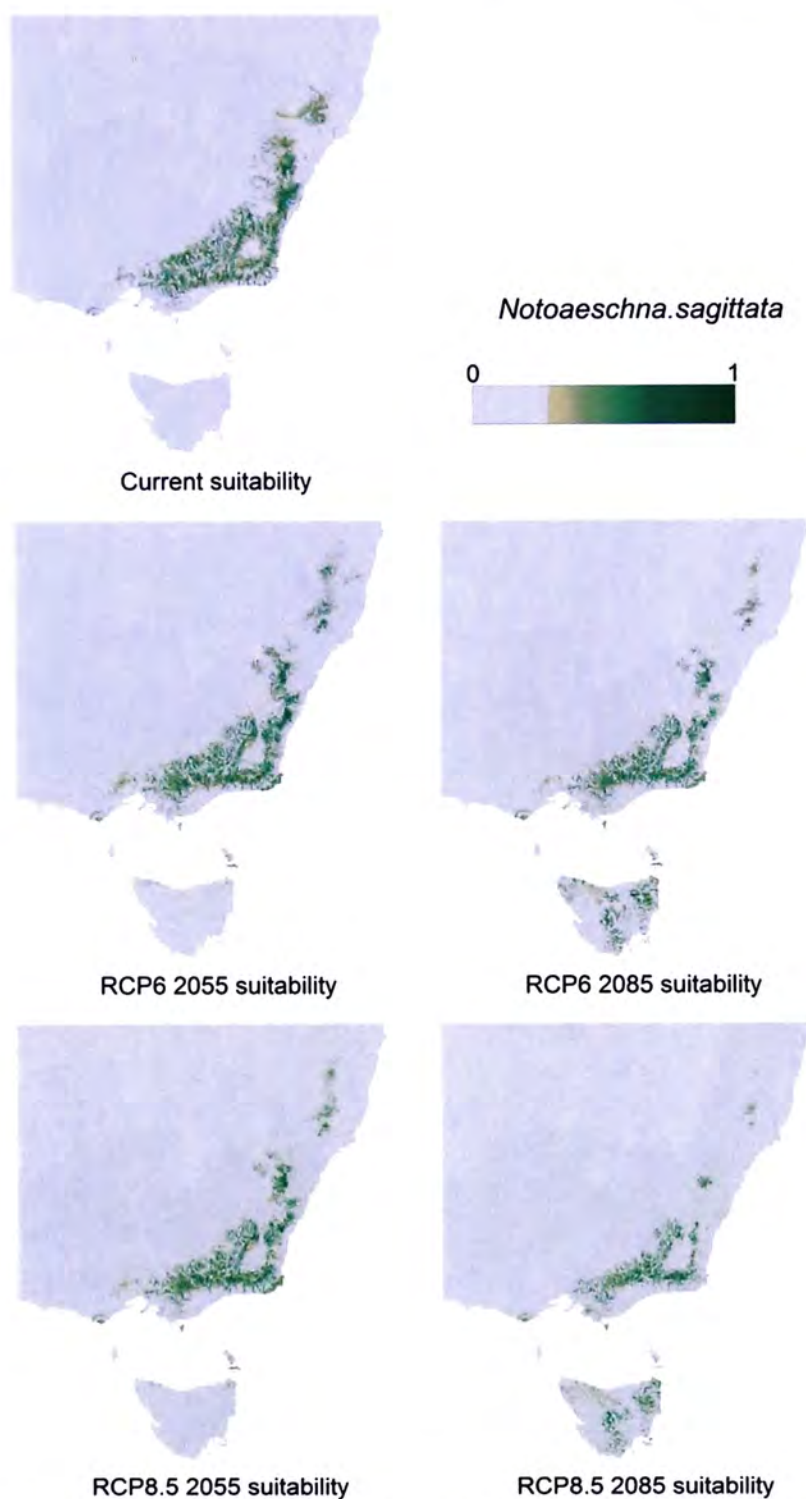 Notoaeschna.sagittata
0 1
Current suitability
RCP6 2055 suitability
RCP6 2085 suitability
RCP8.5 2055 suitability
RCP8.5 2085 suitability